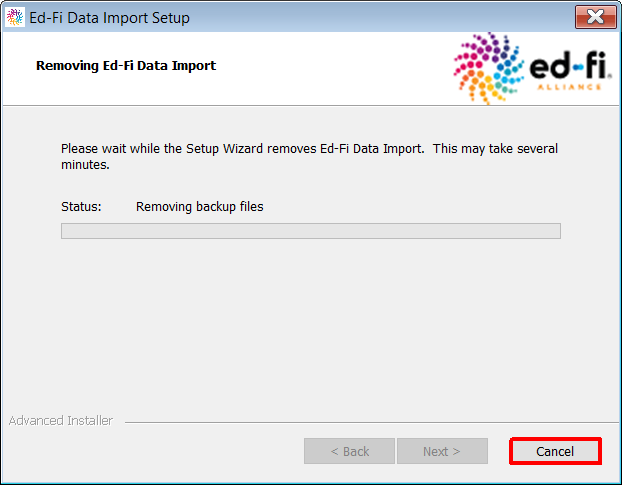 Ed-Fi Data Import Setup
Removing Ed-Fi Data Import
ed-fi®
ALLIANCE
Please wait while the Setup Wizard removes Ed-Fi Data Import. This may take several
minutes.
Status: Removing backup files
Advanced Installer
< Back Next > Cancel